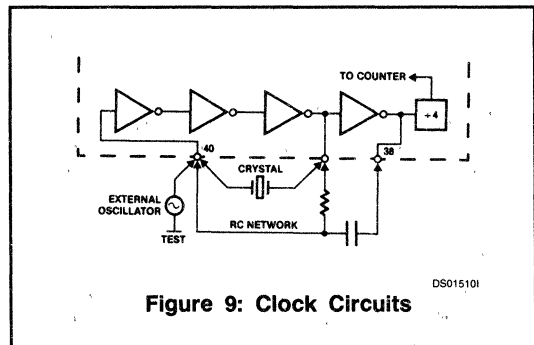 TO COUNTER
÷4
40
38
CRYSTAL
EXTERNAL
OSCILLATOR
RC NETWORK
TEST
DS01510I
Figure 9: Clock Circuits